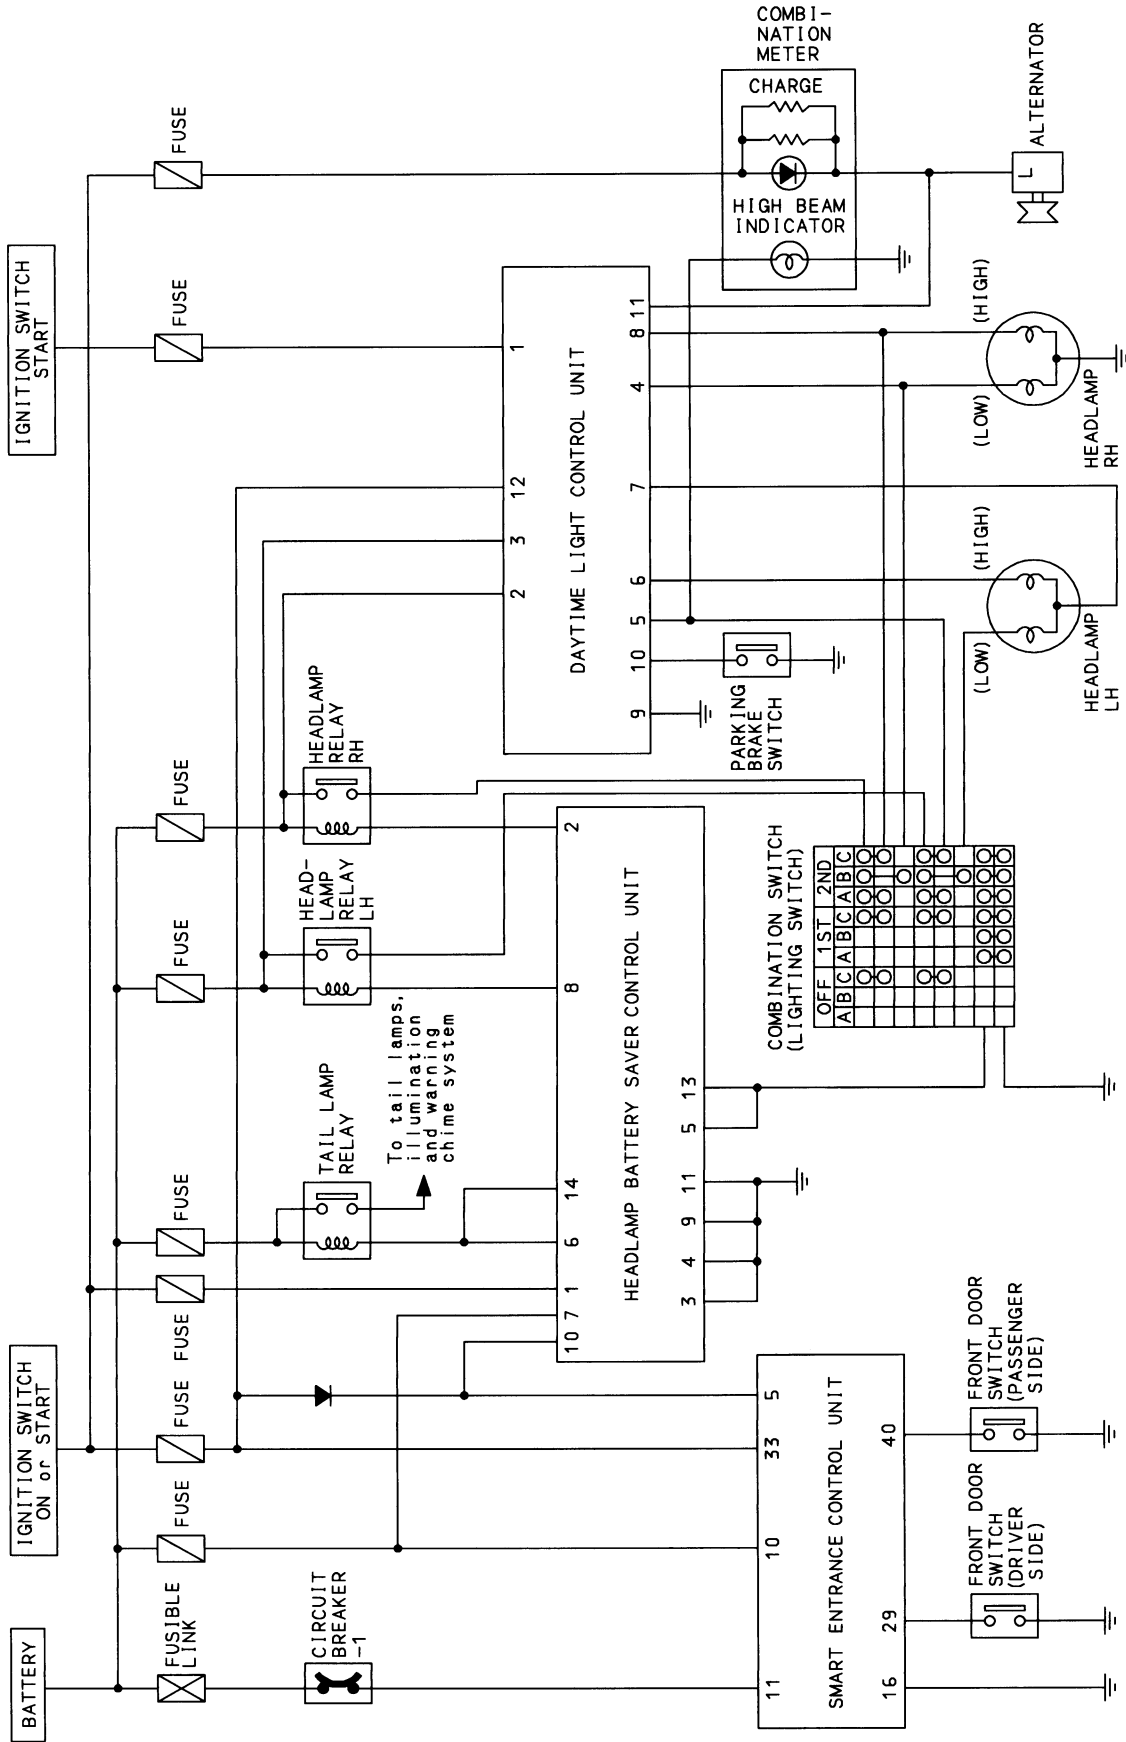 BATTERY
IGNITION SWITCH
ON or START
IGNITION SWITCH
START
FUSIBLE
LINK
FUSE
FUSE
FUSE
FUSE
FUSE
FUSE
FUSE
FUSE
CIRCUIT
BREAKER
-1
TAIL LAMP
RELAY
To tail lamps,
illumination
and warning
chime system
HEAD-
LAMP
RELAY
LH
HEADLAMP
RELAY
RH
COMBI-
NATION
METER
CHARGE
HIGH BEAM
INDICATOR
2
3
12
1
DAYTIME LIGHT CONTROL UNIT
9
10
5
6
7
4
8
11
10
7
1
6
14
8
2
HEADLAMP BATTERY SAVER CONTROL UNIT
3
4
9
11
5
13
PARKING
BRAKE
SWITCH
COMBINATION SWITCH
(LIGHTING SWITCH)
OFF
1ST
2ND
A
B
C
A
B
C
A
B
C
11
10
33
5
SMART ENTRANCE CONTROL UNIT
16
29
40
FRONT DOOR
SWITCH
(DRIVER
SIDE)
FRONT DOOR
SWITCH
(PASSENGER
SIDE)
(LOW)
(HIGH)
HEADLAMP
LH
(LOW)
(HIGH)
HEADLAMP
RH
L
ALTERNATOR